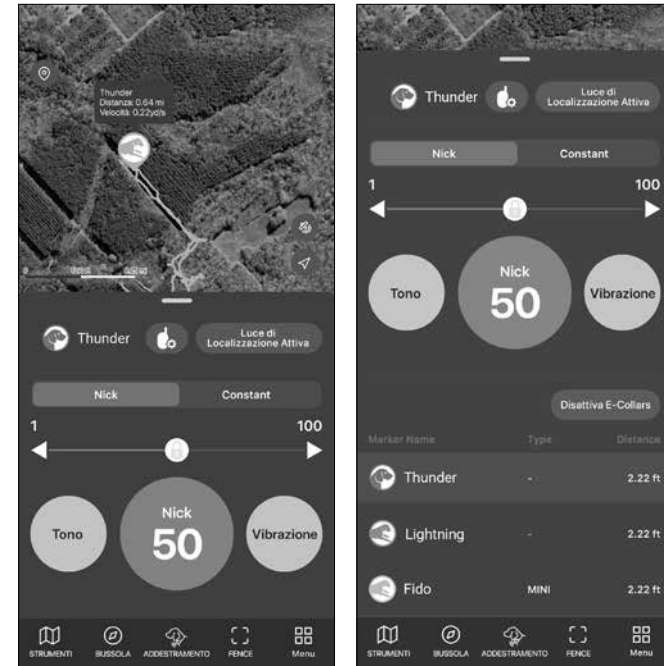 Thunder
Distanza: 0.64 mi
Velocità: 0.22yd/s
Thunder
Luce di
Localizzazione Attiva
Nick Constant
1 100
Tono
Nick
50
Vibrazione
STRUMENTI BUSSOLA ADDESTRAMENTO FENCE Menu
Thunder
Luce di
Localizzazione Attiva
Nick Constant
1 100
Tono
Nick
50
Vibrazione
Disattiva E-Collars
Marker Name Type Distance
Thunder - 2.22 ft
Lightning - 2.22 ft
Fido MINI 2.22 ft
STRUMENTI BUSSOLA ADDESTRAMENTO FENCE Menu